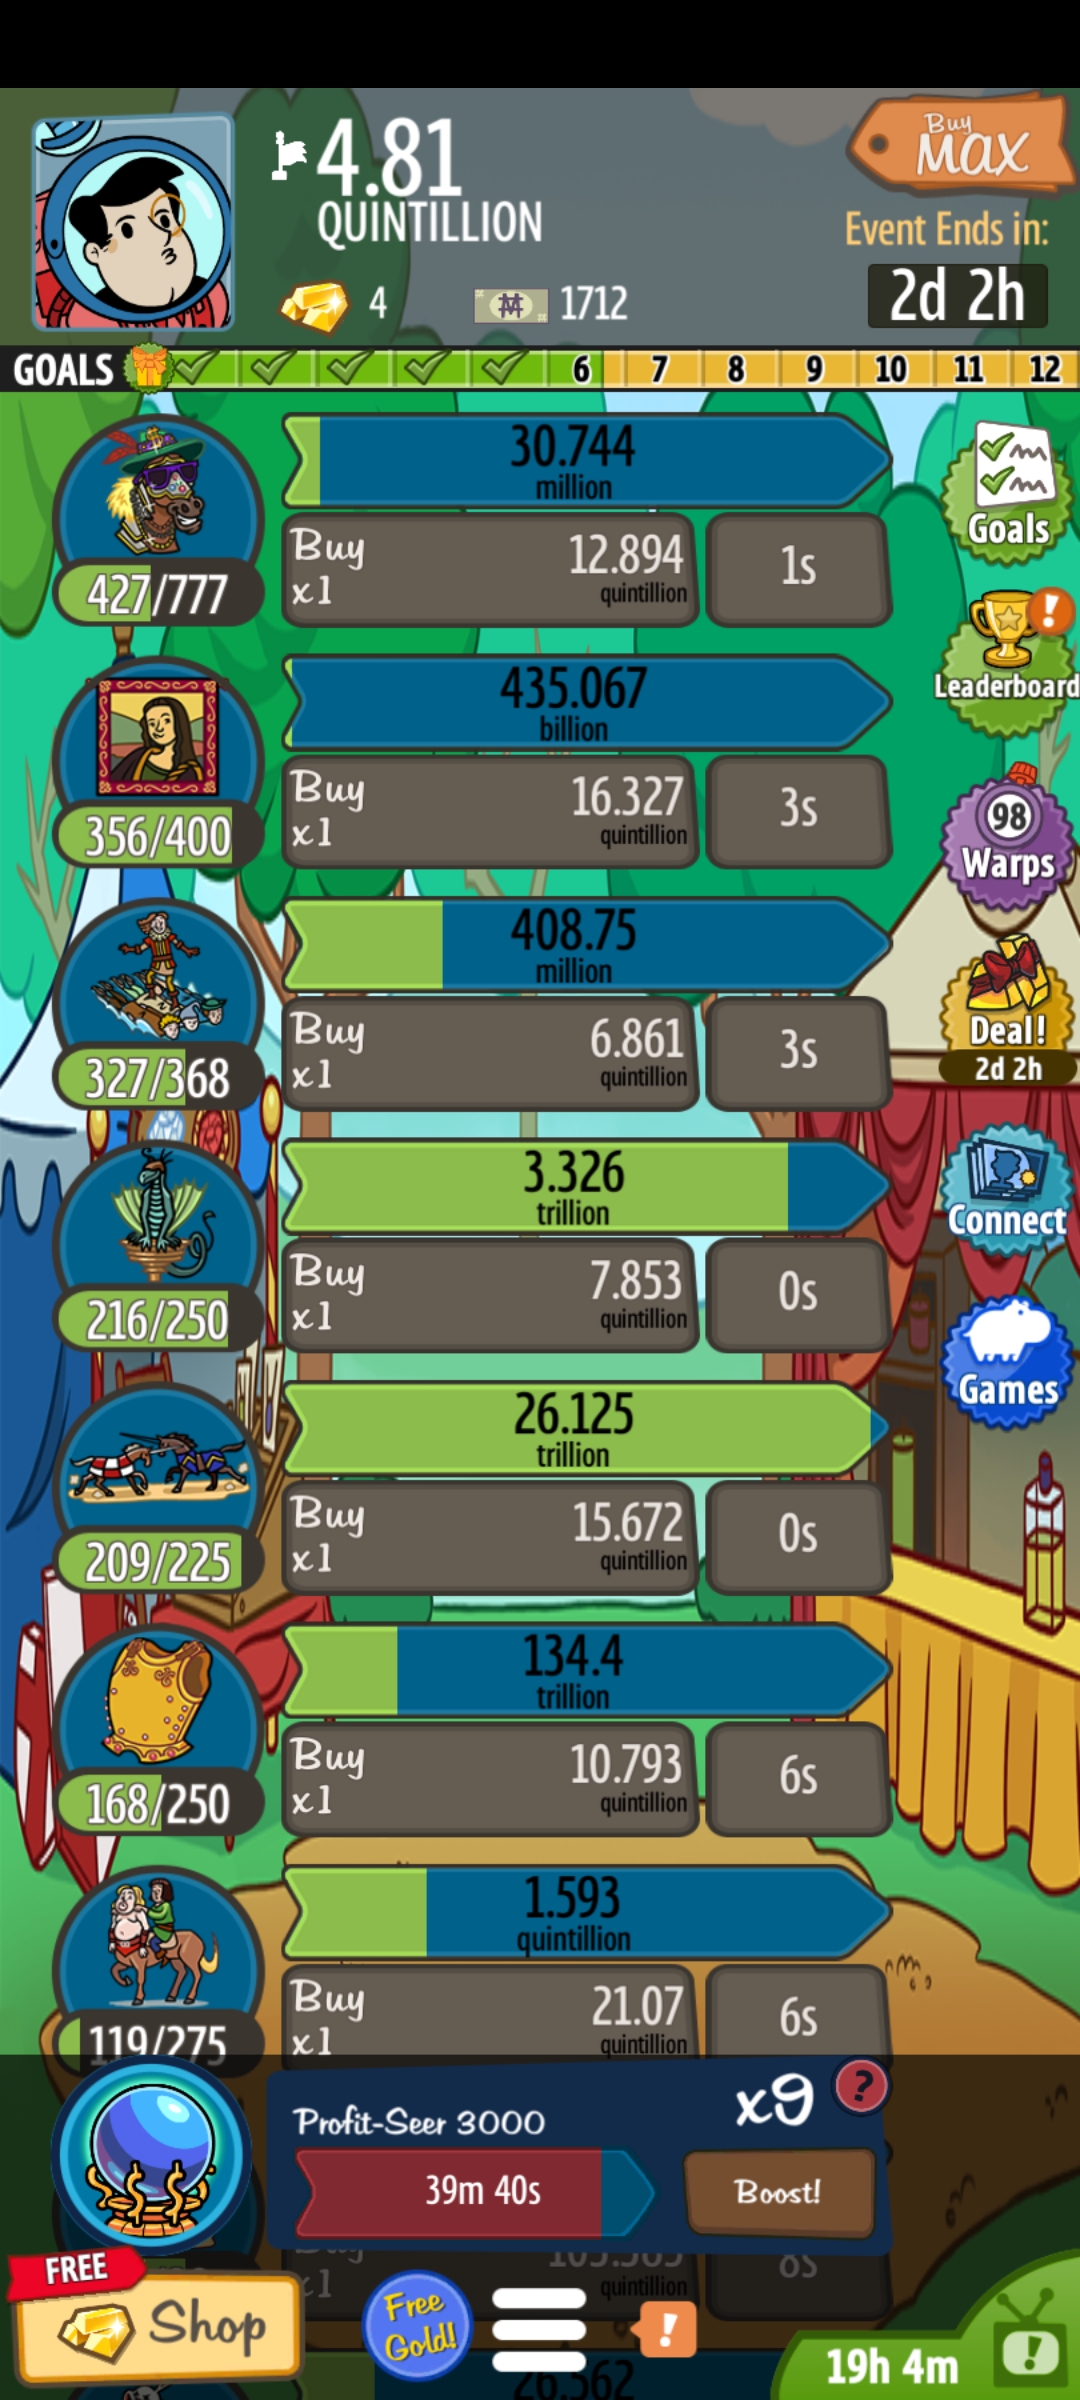 4.81
QUINTILLION
4
1712
Buy
MAX
Event Ends in:
2d 2h
GOALS 6 7 8 9 10 11 12
30.744
million
427/777
Buy
x1
12.894
quintillion
1s
Goals
Leaderboard
435.067
billion
356/400
Buy
x1
16.327
quintillion
3s
98
Warps
408.75
million
327/368
Buy
x1
6.861
quintillion
3s
Deal!
2d 2h
3.326
trillion
216/250
Buy
x1
7.853
quintillion
0s
Connect
Games
26.125
trillion
209/225
Buy
x1
15.672
quintillion
0s
134.4
trillion
168/250
Buy
x1
10.793
quintillion
6s
1.593
quintillion
119/275
Buy
x1
21.07
quintillion
6s
Profit-Seer 3000
x9
?
39m 40s
Boost!
x1
quintillion
8s
FREE
Shop
Free
Gold!
!
19h 4m